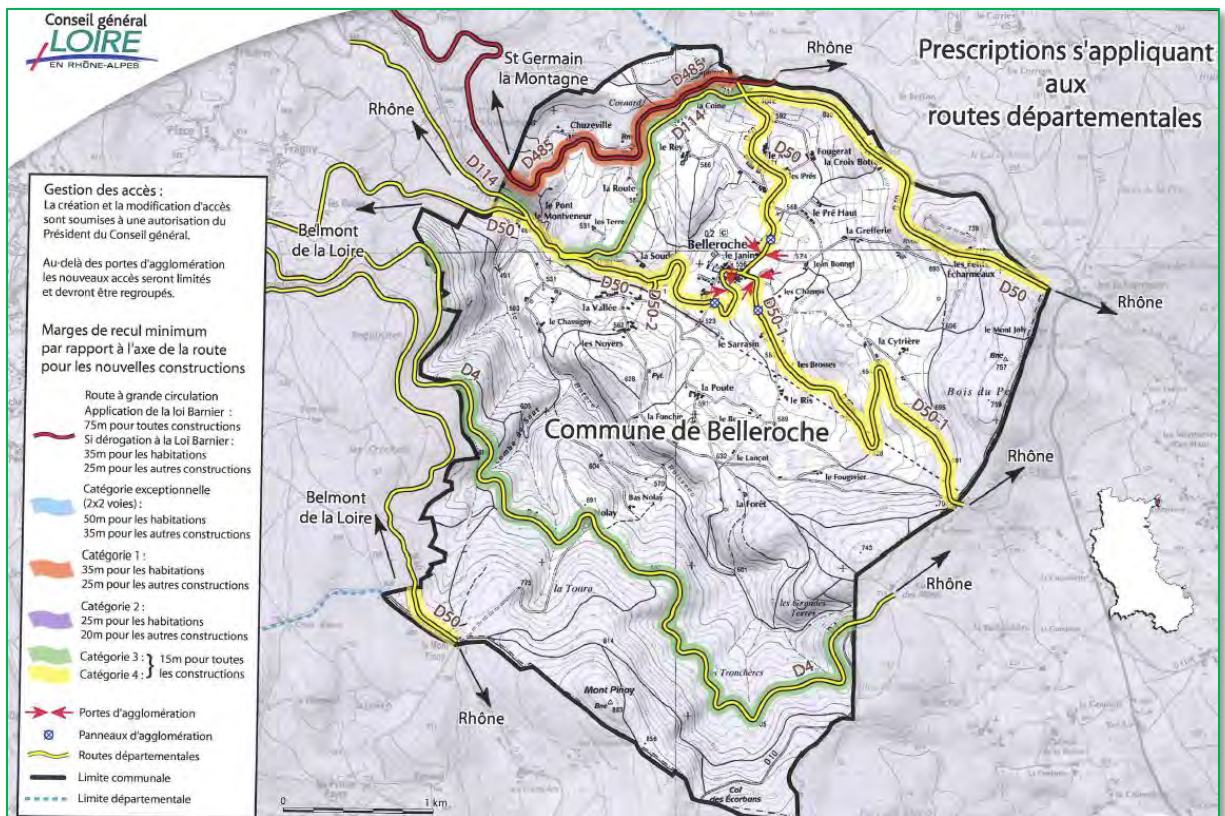 Conseil général
LOIRE
EN RHÔNE-ALPES
Prescriptions s'appliquant
aux
routes départementales
Gestion des accès :
La création et la modification d'accès
sont soumises à une autorisation du
Président du Conseil général.
Au-delà des portes d'agglomération
les nouveaux accès seront limités
et devront être regroupés.
Marges de recul minimum
par rapport à l'axe de la route
pour les nouvelles constructions
Route à grande circulation
Application de la loi Barnier :
75m pour toutes constructions
Si dérogation à la Loi Barnier :
35m pour les habitations
25m pour les autres constructions
Catégorie exceptionnelle
(2x2 voies) :
50m pour les habitations
35m pour les autres constructions
Catégorie 1 :
35m pour les habitations
25m pour les autres constructions
Catégorie 2 :
25m pour les habitations
20m pour les autres constructions
Catégorie 3 : } 15m pour toutes
Catégorie 4 : les constructions
Portes d'agglomération
Panneaux d'agglomération
Routes départementales
Limite communale
Limite départementale
0 1 km
St Germain
la Montagne
Rhône
Rhône
D485
D485
D114
D114
Chuzeville
la Coine
le Rey
la Route
le Pont
le Montveneur
les Terre
D50
Fougerat
la Croix Bot
les Prés
le Pré Haut
la Grefferie
Belleroche
le Janin
Jean Bonnet
les Champs
Écharmeaux
D50
Rhône
le Mont Joly
Belmont
de la Loire
D50
D50
D50-2
la Soud
la Vallée
le Chavigny
les Noyers
le Sarrasin
D50-1
les Brosses
la Cytrière
Bois du Pe
la Poute
le Ris
D50-1
D4
Commune de Belleroche
le Lançot
le Fougivier
Bas Nolay
Nolay
la Forêt
Rhône
Rhône
Belmont
de la Loire
la Toura
les Grandes
Terres
D50
D4
Tronchères
Mont Pinay
Rhône
D10
Col
des Écorbans